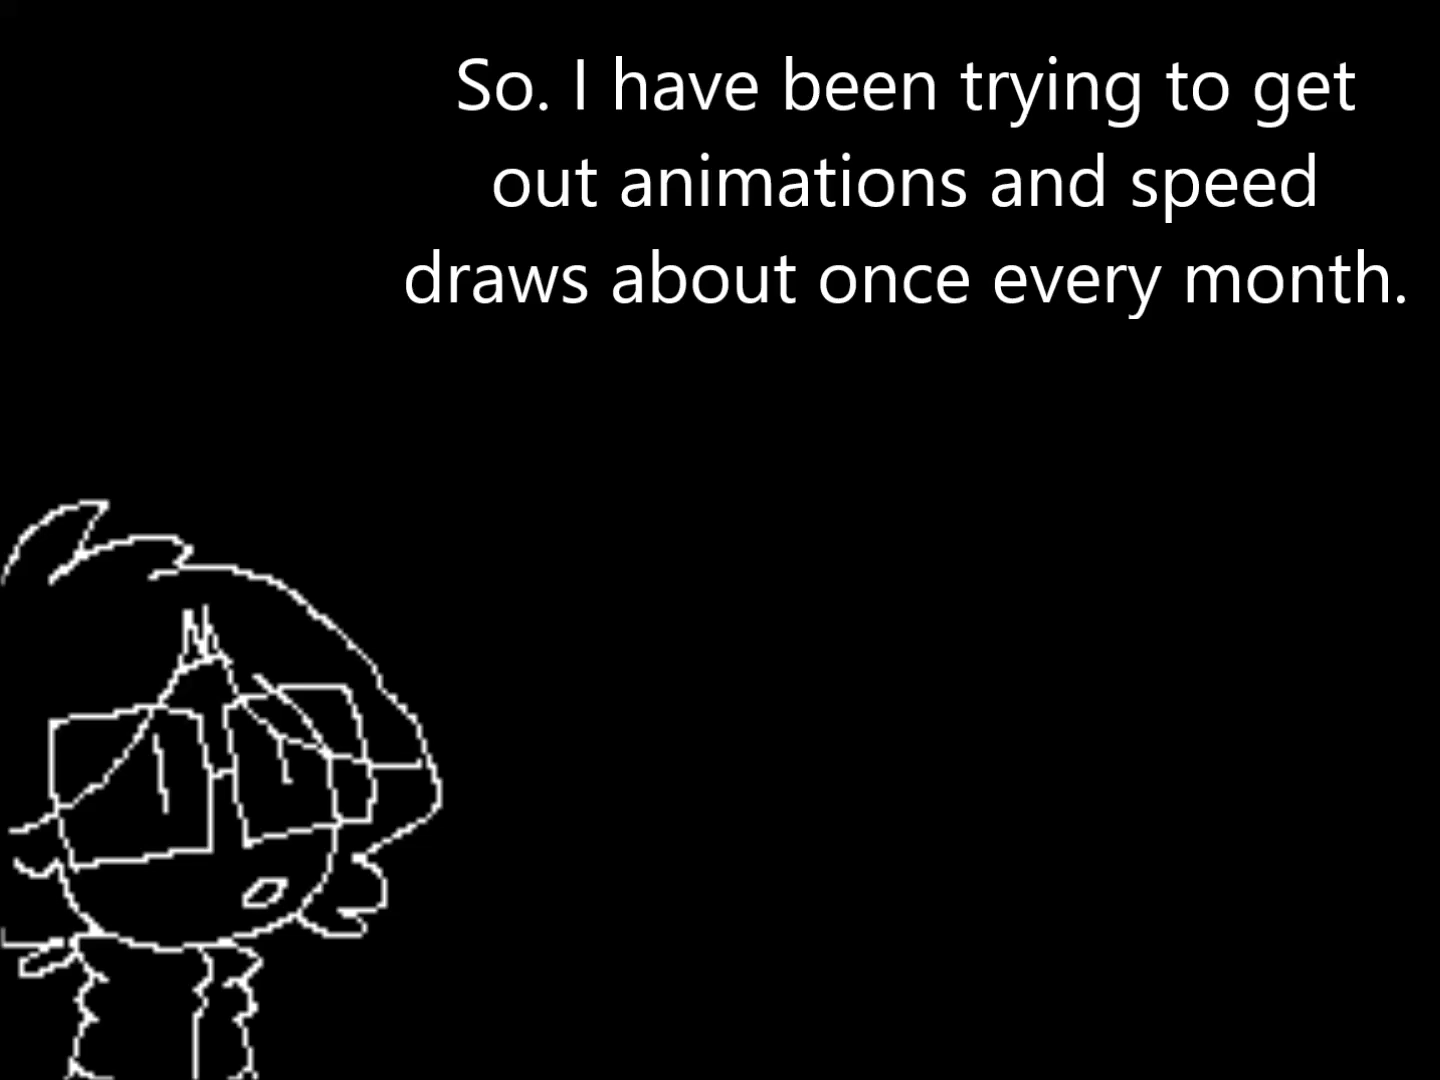 So. I have been trying to get
out animations and speed
draws about once every month.